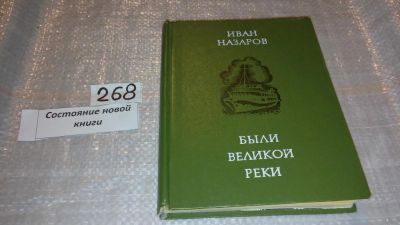 268
Состояние новой
книги
ИВАН
НАЗАРОВ
БЫЛИ
ВЕЛИКОЙ
РЕКИ